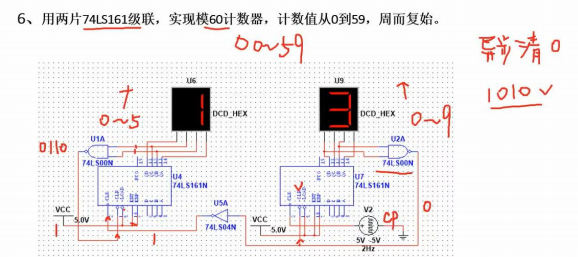 6、用两片74LS161级联，实现模60计数器，计数值从0到59，周而复始。
00~59
异步清0
1010 ✓
十
0~5
U6
1
DCD_HEX
U9
3
DCD_HEX
↑
0~9
0110
U1A
74LS00N
U2A
74LS00N
U4
74LS161N
U7
74LS161N
VCC
5.0V
1
1
U5A
74LS04N
VCC
5.0V
V2
CP
5V -5V
2Hz
0